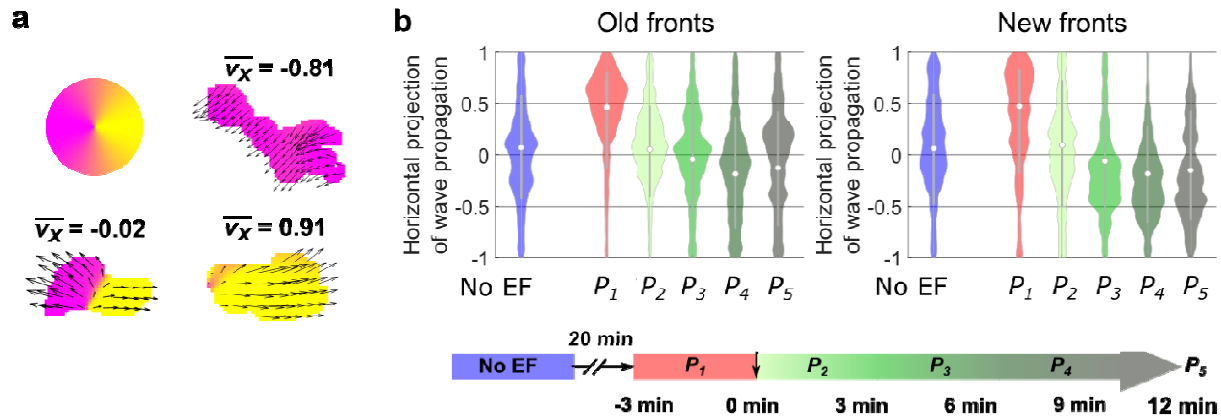 a
v̅x̅ = -0.81
v̅x̅ = -0.02
v̅x̅ = 0.91
b
Old fronts
Horizontal projection
of wave propagation
1
0.5
0
-0.5
-1
No EF P1 P2 P3 P4 P5
New fronts
Horizontal projection
of wave propagation
1
0.5
0
-0.5
-1
No EF P1 P2 P3 P4 P5
20 min
No EF P1 P2 P3 P4 P5
-3 min 0 min 3 min 6 min 9 min 12 min